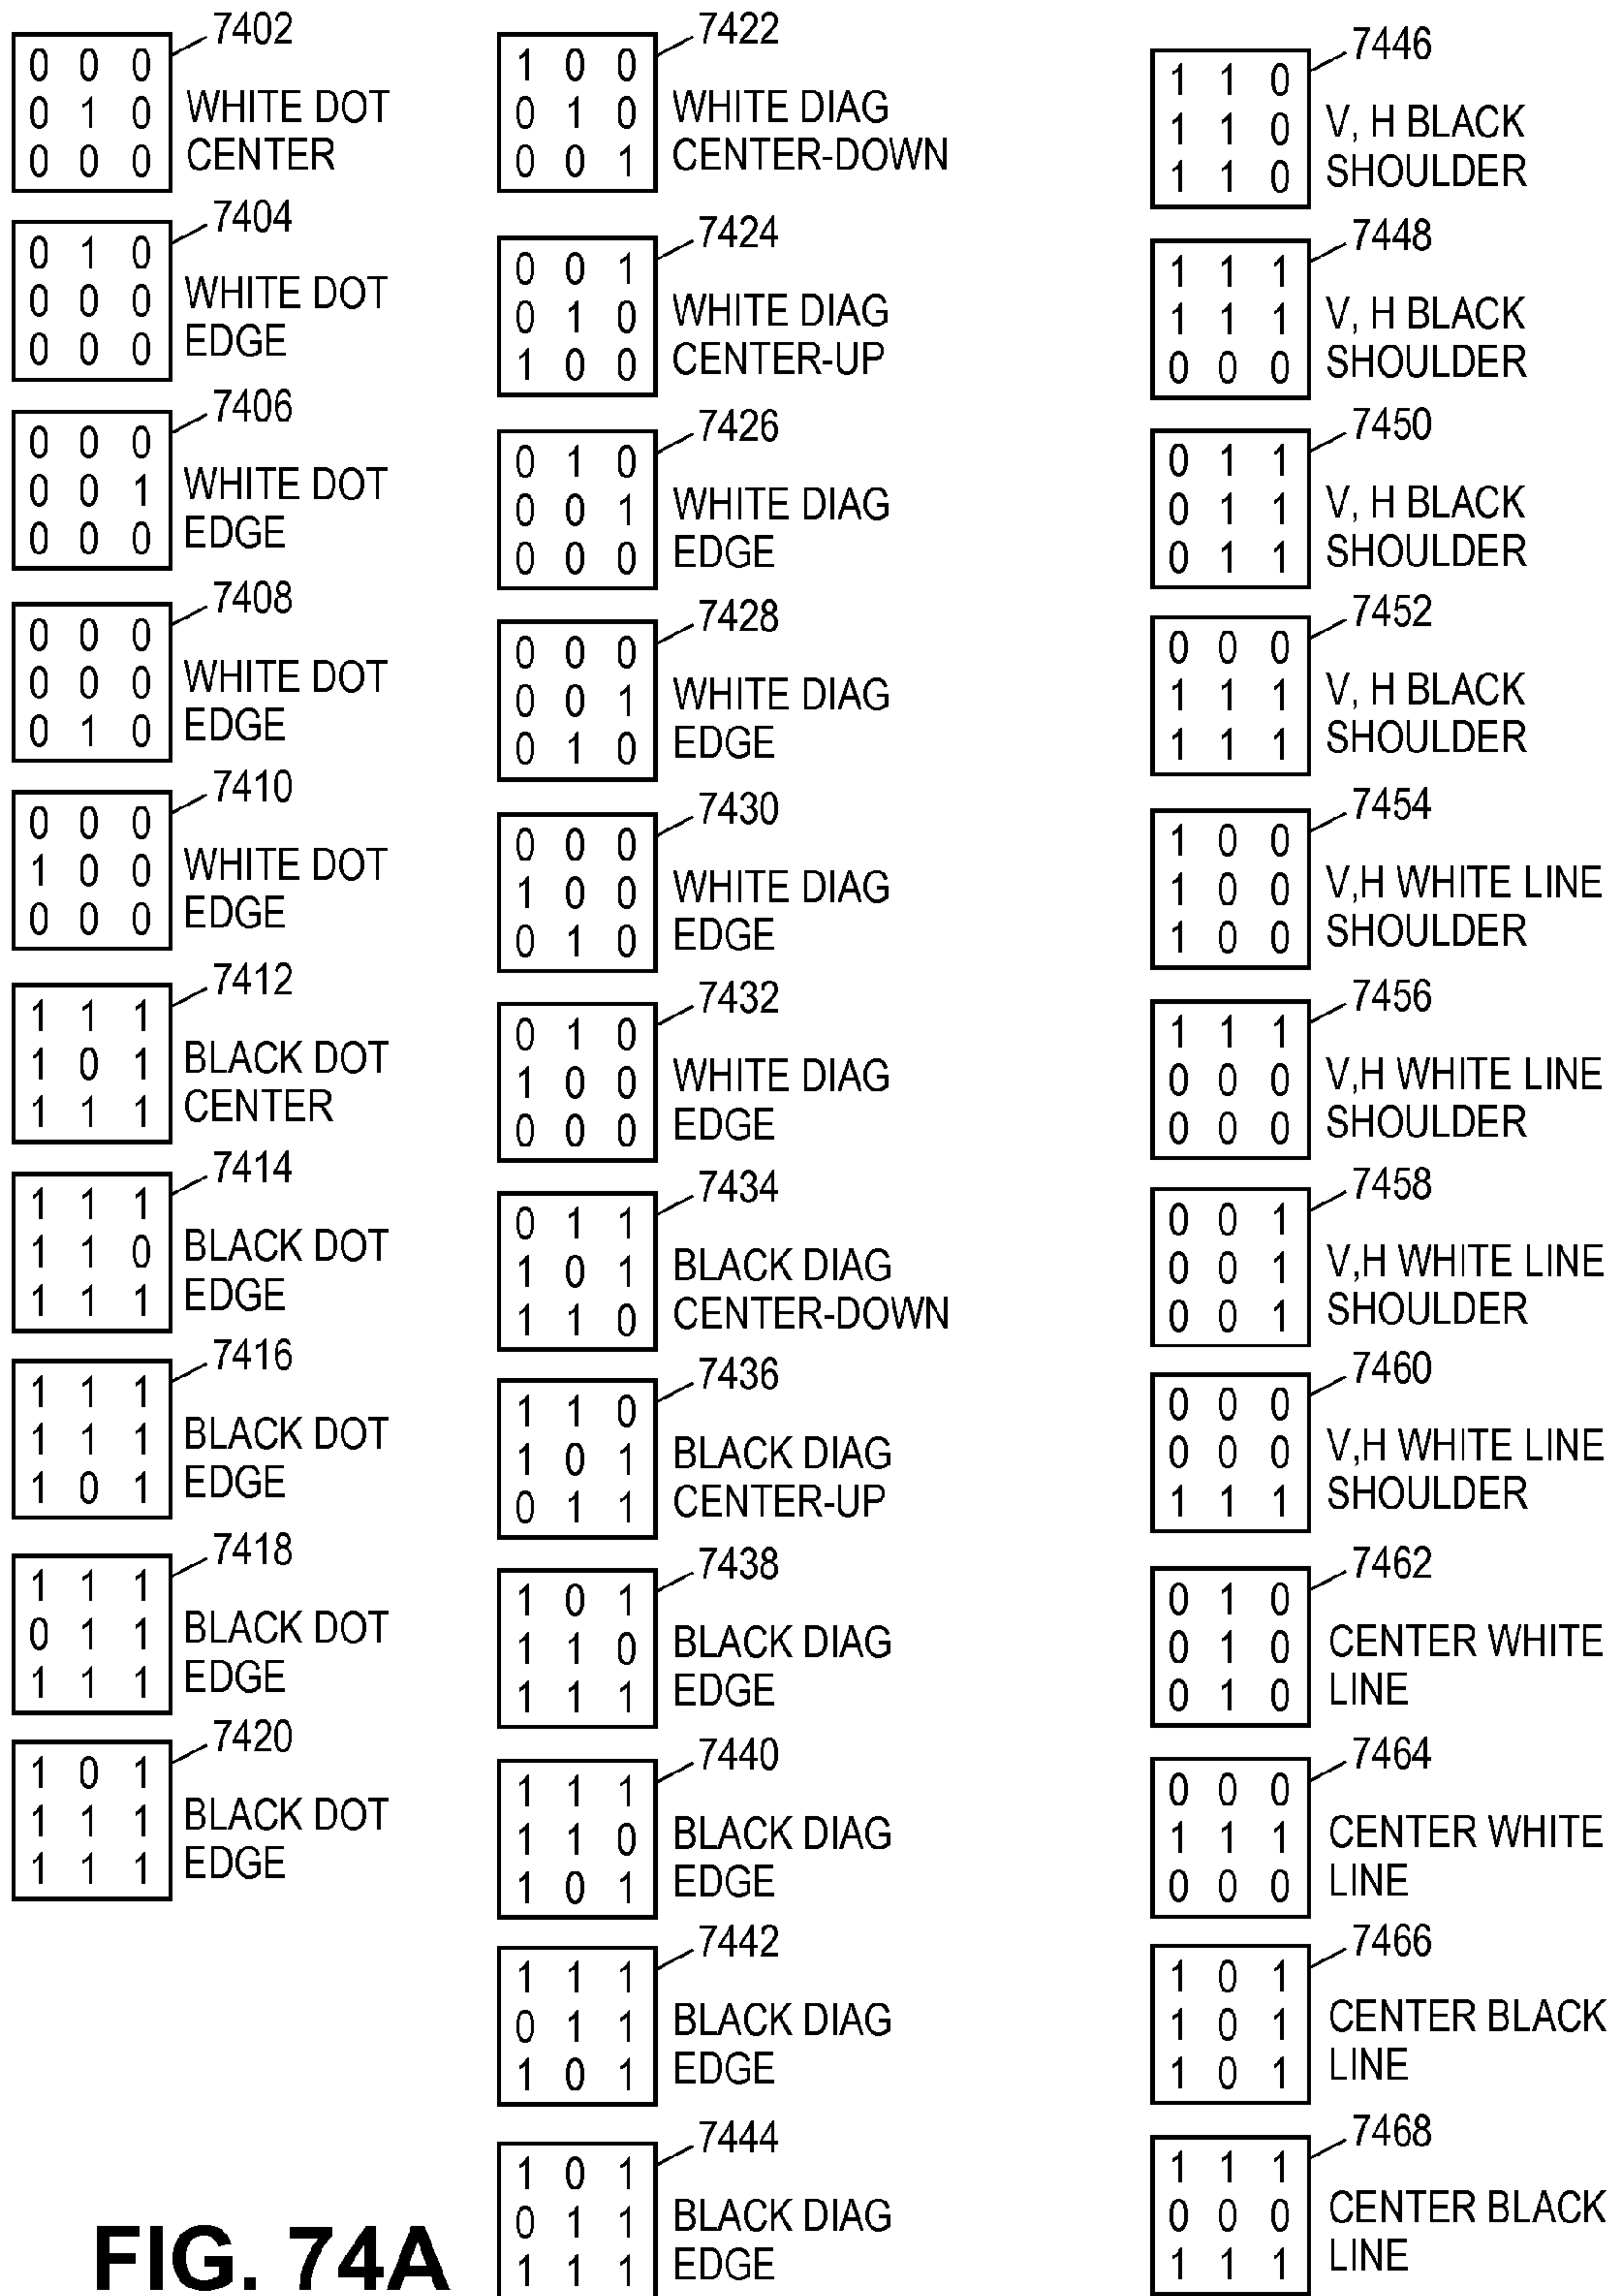 7402
0 0 0
0 1 0
0 0 0
WHITE DOT
CENTER
7404
0 1 0
0 0 0
0 0 0
WHITE DOT
EDGE
7406
0 0 0
0 0 1
0 0 0
WHITE DOT
EDGE
7408
0 0 0
0 0 0
0 1 0
WHITE DOT
EDGE
7410
0 0 0
1 0 0
0 0 0
WHITE DOT
EDGE
7412
1 1 1
1 0 1
1 1 1
BLACK DOT
CENTER
7414
1 1 1
1 1 0
1 1 1
BLACK DOT
EDGE
7416
1 1 1
1 1 1
1 0 1
BLACK DOT
EDGE
7418
1 1 1
0 1 1
1 1 1
BLACK DOT
EDGE
7420
1 0 1
1 1 1
1 1 1
BLACK DOT
EDGE
7422
1 0 0
0 1 0
0 0 1
WHITE DIAG
CENTER-DOWN
7424
0 0 1
0 1 0
1 0 0
WHITE DIAG
CENTER-UP
7426
0 1 0
0 0 1
0 0 0
WHITE DIAG
EDGE
7428
0 0 0
0 0 1
0 1 0
WHITE DIAG
EDGE
7430
0 0 0
1 0 0
0 1 0
WHITE DIAG
EDGE
7432
0 1 0
1 0 0
0 0 0
WHITE DIAG
EDGE
7434
0 1 1
1 0 1
1 1 0
BLACK DIAG
CENTER-DOWN
7436
1 1 0
1 0 1
0 1 1
BLACK DIAG
CENTER-UP
7438
1 0 1
1 1 0
1 1 1
BLACK DIAG
EDGE
7440
1 1 1
1 1 0
1 0 1
BLACK DIAG
EDGE
7442
1 1 1
0 1 1
1 0 1
BLACK DIAG
EDGE
7444
1 0 1
0 1 1
1 1 1
BLACK DIAG
EDGE
7446
1 1 0
1 1 0
1 1 0
V, H BLACK
SHOULDER
7448
1 1 1
1 1 1
0 0 0
V, H BLACK
SHOULDER
7450
0 1 1
0 1 1
0 1 1
V, H BLACK
SHOULDER
7452
0 0 0
1 1 1
1 1 1
V, H BLACK
SHOULDER
7454
1 0 0
1 0 0
1 0 0
V,H WHITE LINE
SHOULDER
7456
1 1 1
0 0 0
0 0 0
V,H WHITE LINE
SHOULDER
7458
0 0 1
0 0 1
0 0 1
V,H WHITE LINE
SHOULDER
7460
0 0 0
0 0 0
1 1 1
V,H WHITE LINE
SHOULDER
7462
0 1 0
0 1 0
0 1 0
CENTER WHITE
LINE
7464
0 0 0
1 1 1
0 0 0
CENTER WHITE
LINE
7466
1 0 1
1 0 1
1 0 1
CENTER BLACK
LINE
7468
1 1 1
0 0 0
1 1 1
CENTER BLACK
LINE
FIG. 74A